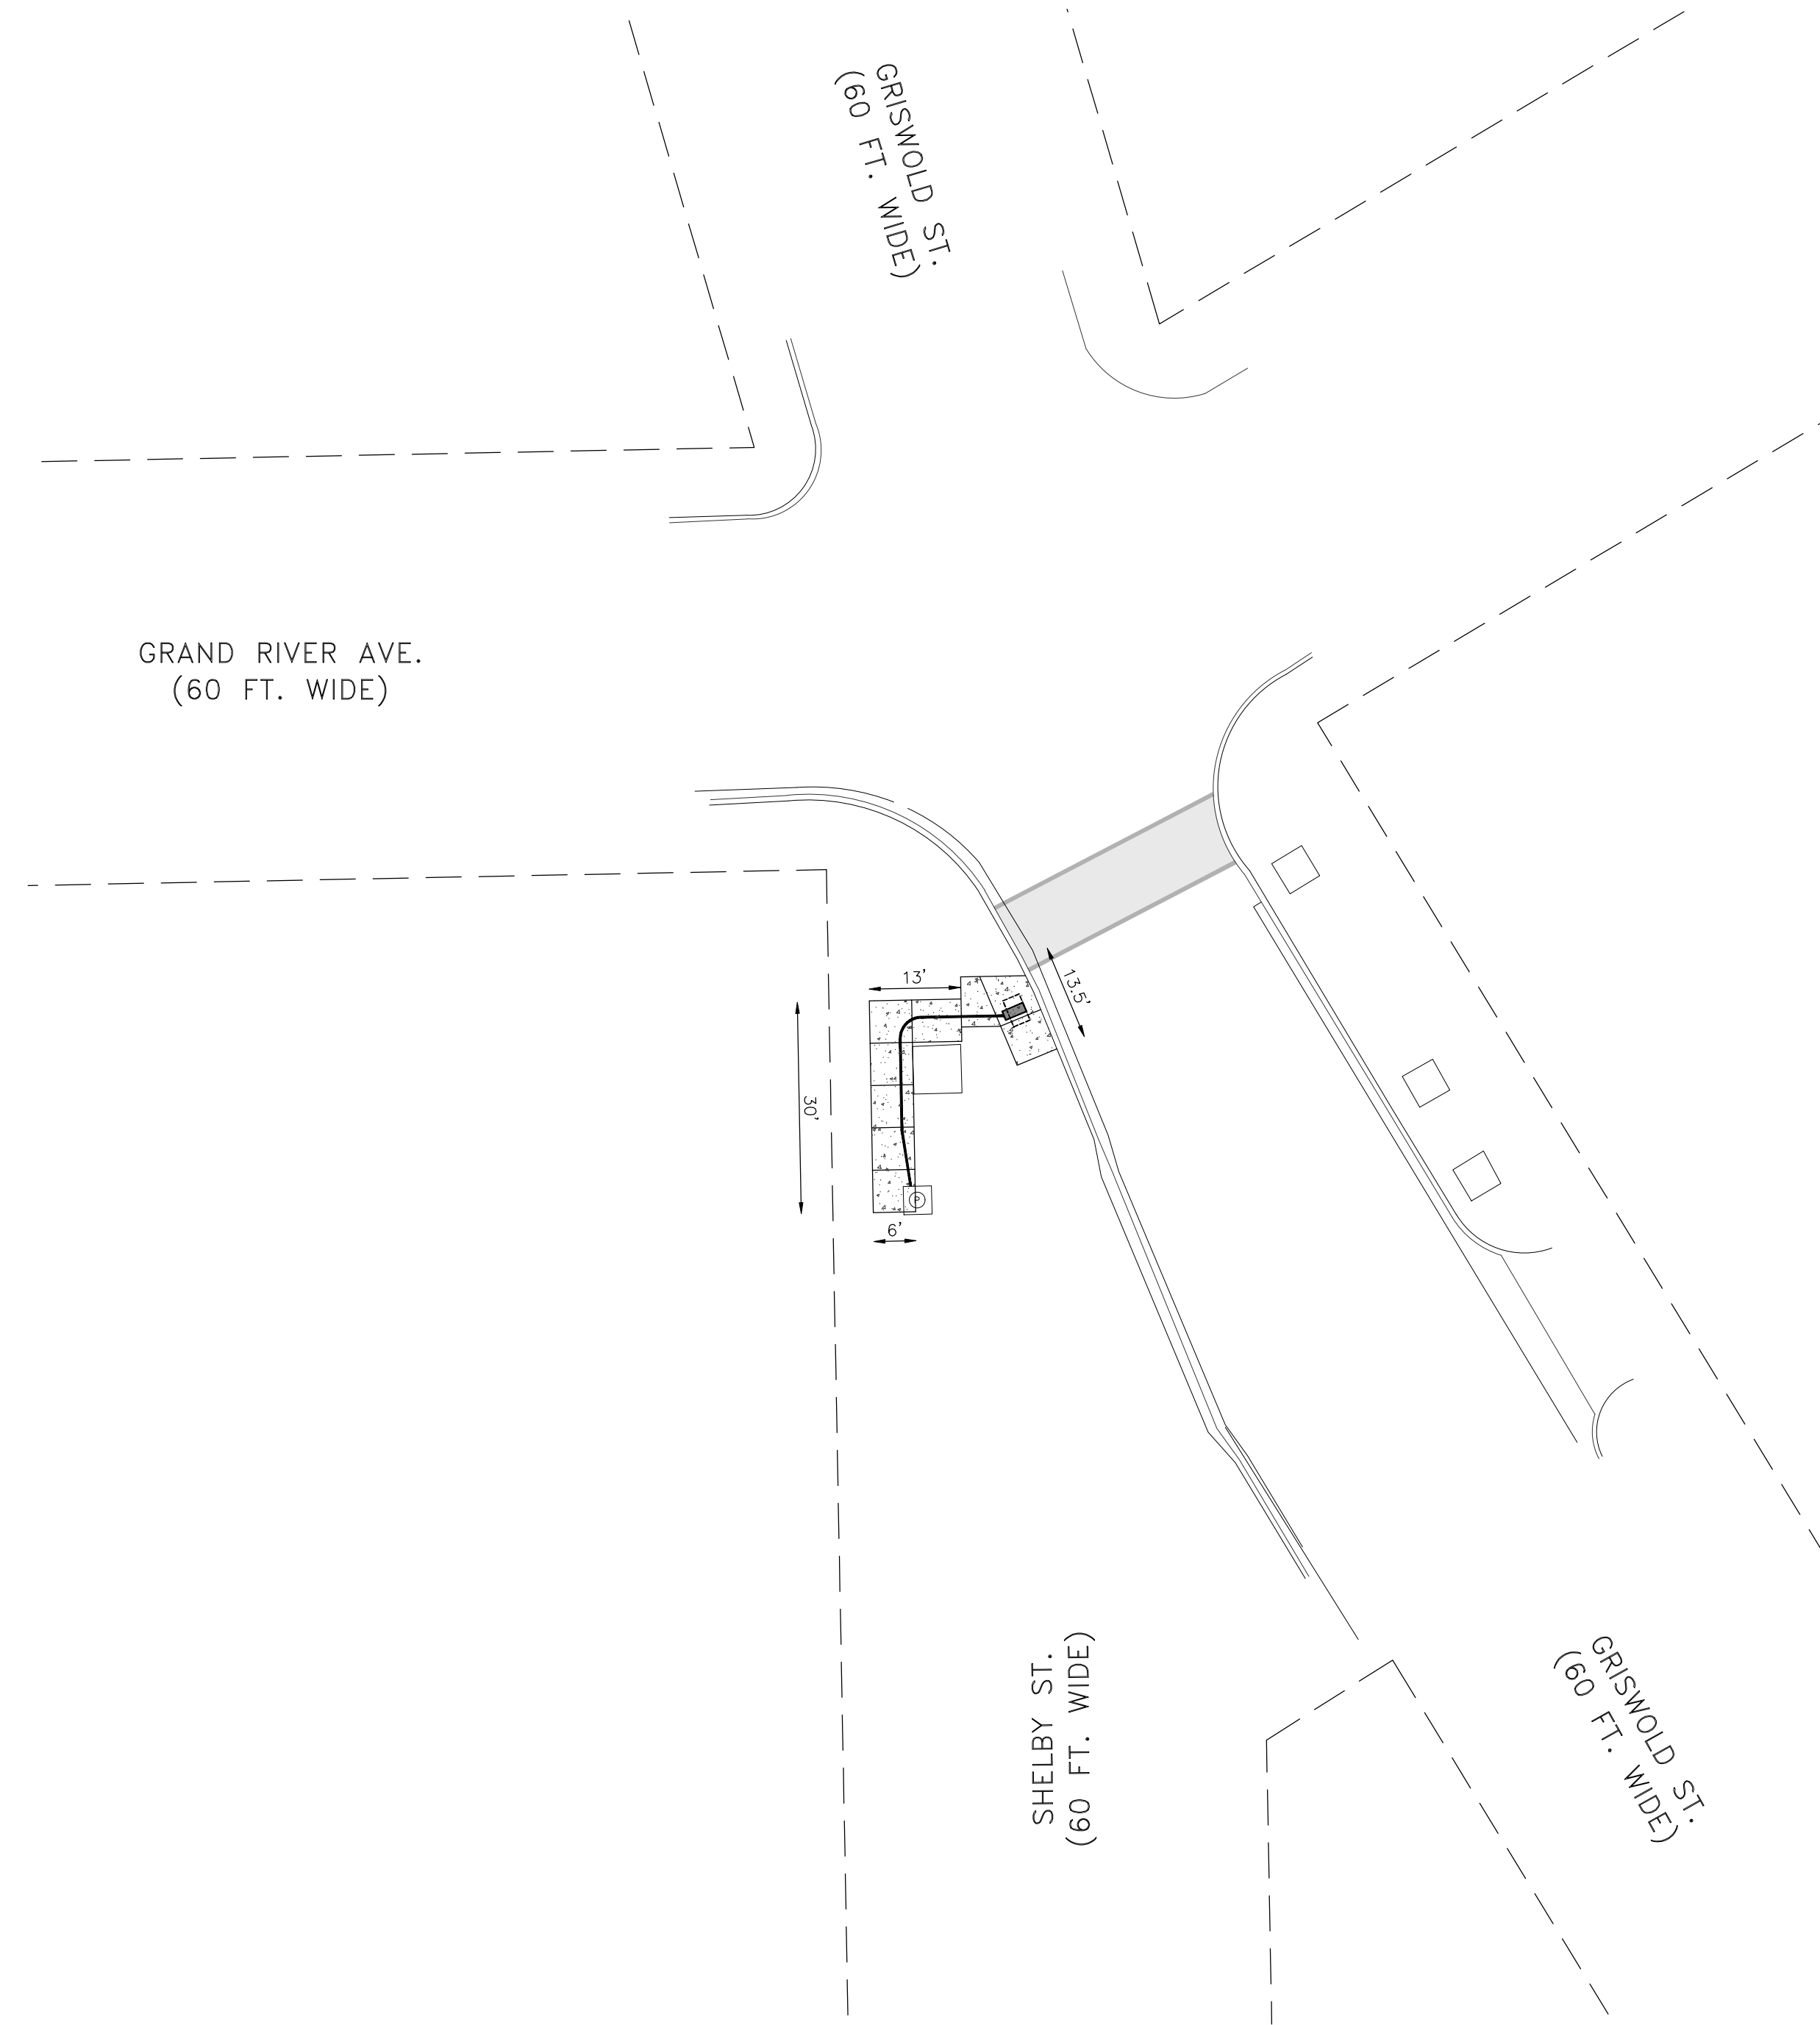 GRISWOLD ST.
(60 FT. WIDE)
GRAND RIVER AVE.
(60 FT. WIDE)
13'
13.5'
30'
P
6'
SHELBY ST.
(60 FT. WIDE)
GRISWOLD ST.
(60 FT. WIDE)